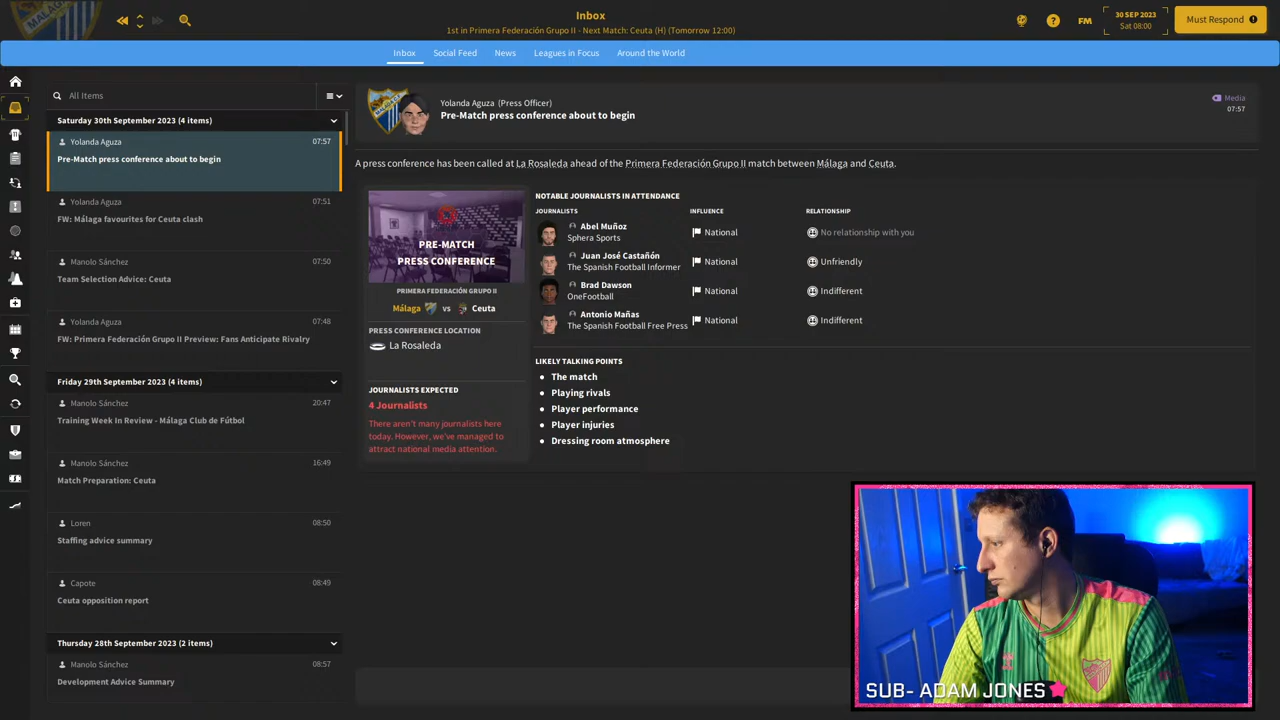 Inbox
1st in Primera Federación Grupo II - Next Match: Ceuta (H) (Tomorrow 12:00)
FM
30 SEP 2023
Sat 08:00
Must Respond
Inbox
Social Feed
News
Leagues in Focus
Around the World
All Items
Saturday 30th September 2023 (4 items)
Yolanda Aguza 07:57
Pre-Match press conference about to begin
Yolanda Aguza 07:51
FW: Málaga favourites for Ceuta clash
Manolo Sánchez 07:50
Team Selection Advice: Ceuta
Yolanda Aguza 07:48
FW: Primera Federación Grupo II Preview: Fans Anticipate Rivalry
Friday 29th September 2023 (4 items)
Manolo Sánchez 20:47
Training Week In Review - Málaga Club de Fútbol
Manolo Sánchez 16:49
Match Preparation: Ceuta
Loren 08:50
Staffing advice summary
Capote 08:49
Ceuta opposition report
Thursday 28th September 2023 (2 items)
Manolo Sánchez 08:57
Development Advice Summary
Yolanda Aguza (Press Officer)
Pre-Match press conference about to begin
Media
07:57
A press conference has been called at La Rosaleda ahead of the Primera Federación Grupo II match between Málaga and Ceuta.
PRE-MATCH
PRESS CONFERENCE
PRIMERA FEDERACIÓN GRUPO II
Málaga vs Ceuta
PRESS CONFERENCE LOCATION
La Rosaleda
JOURNALISTS EXPECTED
4 Journalists
There aren't many journalists here
today. However, we've managed to
attract national media attention.
NOTABLE JOURNALISTS IN ATTENDANCE
JOURNALISTS INFLUENCE RELATIONSHIP
Abel Muñoz
Sphera Sports
National
No relationship with you
Juan José Castañón
The Spanish Football Informer
National
Unfriendly
Brad Dawson
OneFootball
National
Indifferent
Antonio Mañas
The Spanish Football Free Press
National
Indifferent
LIKELY TALKING POINTS
The match
Playing rivals
Player performance
Player injuries
Dressing room atmosphere
SUB- ADAM JONES